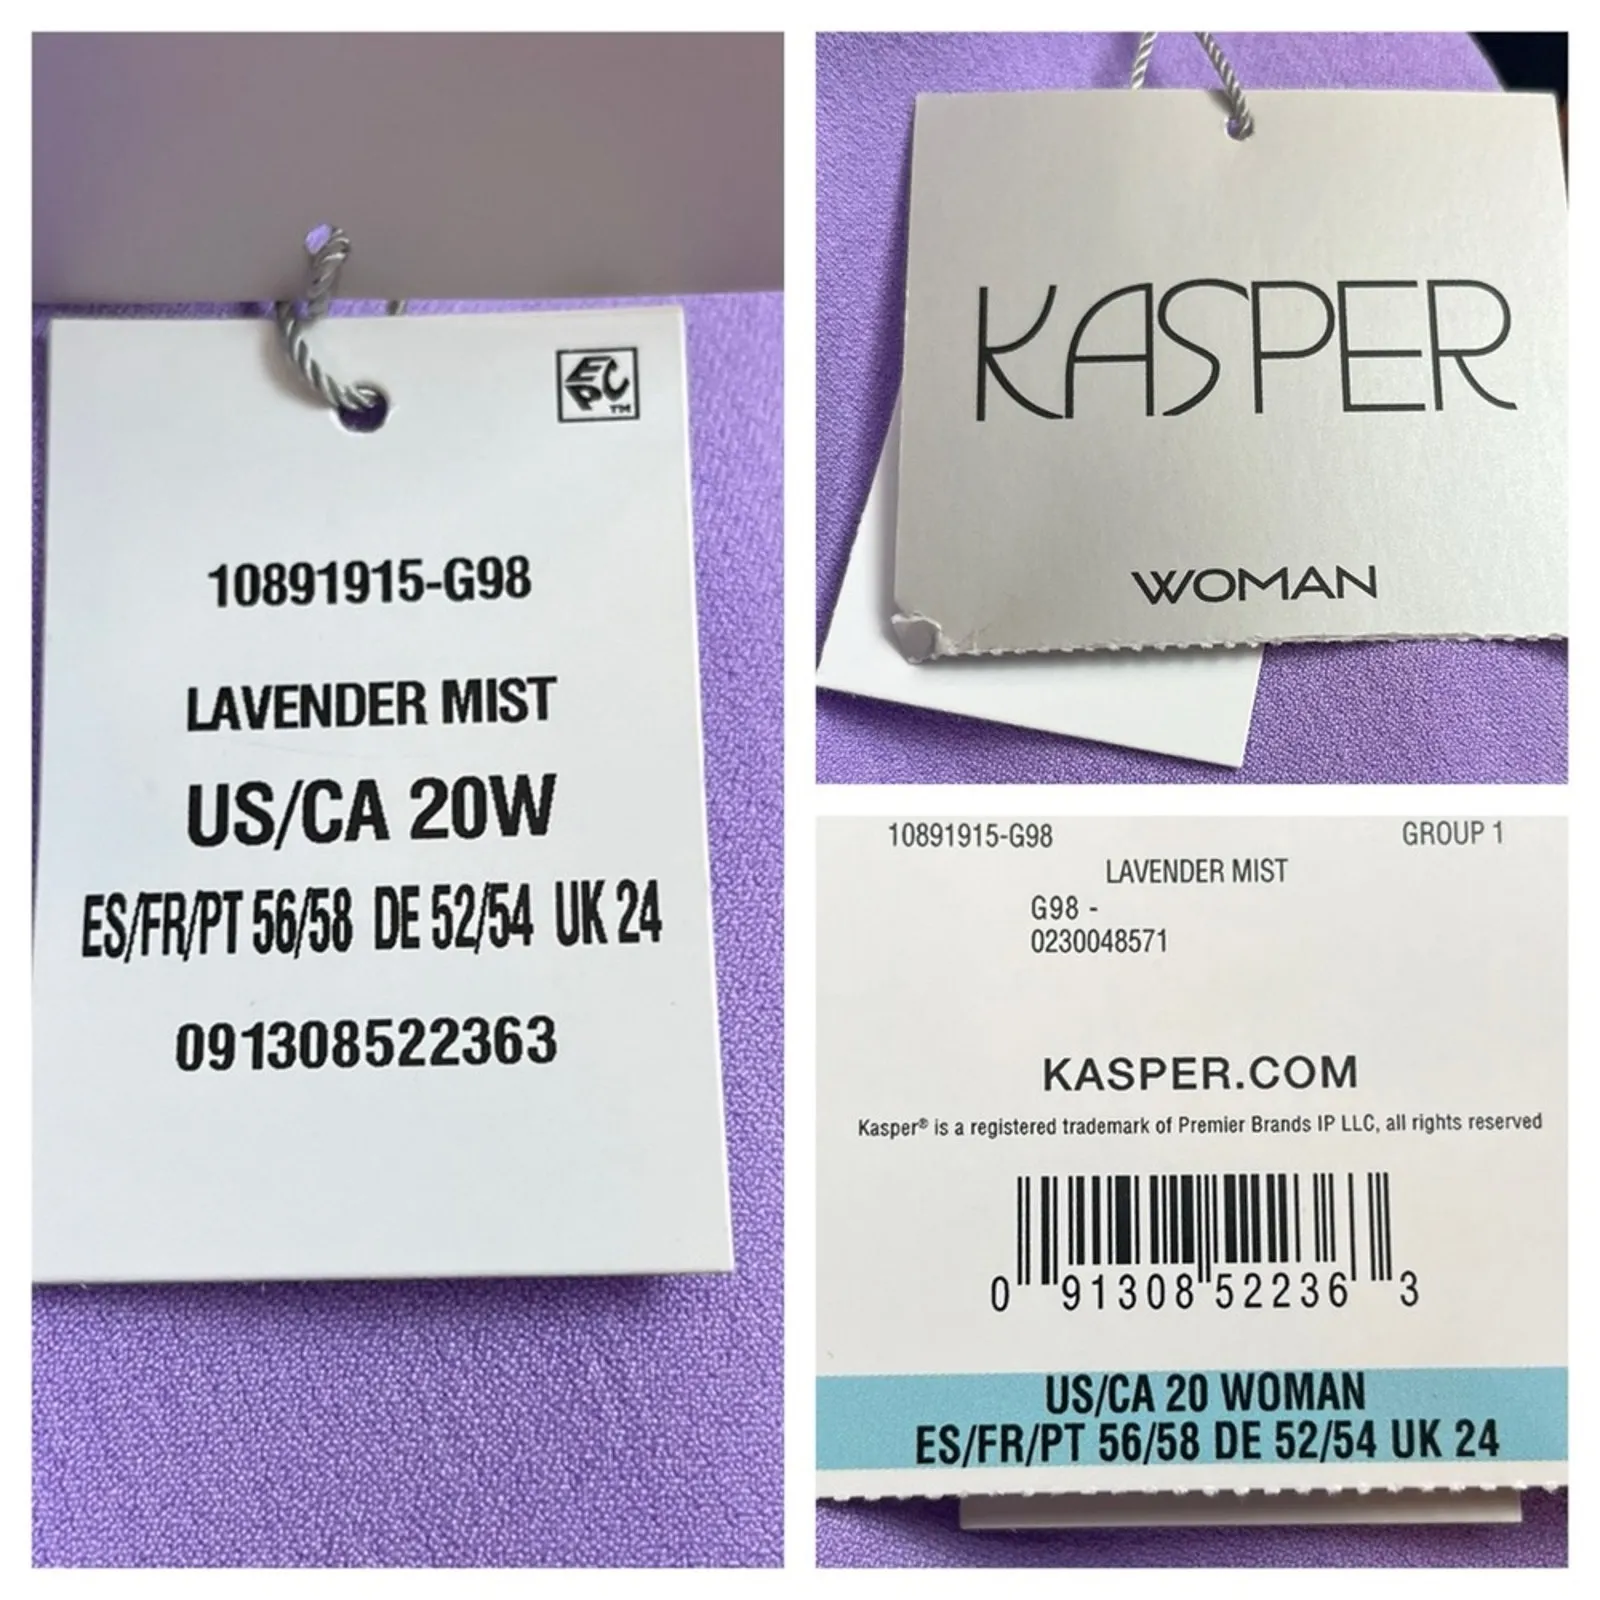 EPC™
10891915-G98
LAVENDER MIST
US/CA 20W
ES/FR/PT 56/58 DE 52/54 UK 24
091308522363
KASPER
WOMAN
10891915-G98 GROUP 1
LAVENDER MIST
G98 -
0230048571
KASPER.COM
Kasper® is a registered trademark of Premier Brands IP LLC, all rights reserved
0 91308 52236 3
US/CA 20 WOMAN
ES/FR/PT 56/58 DE 52/54 UK 24